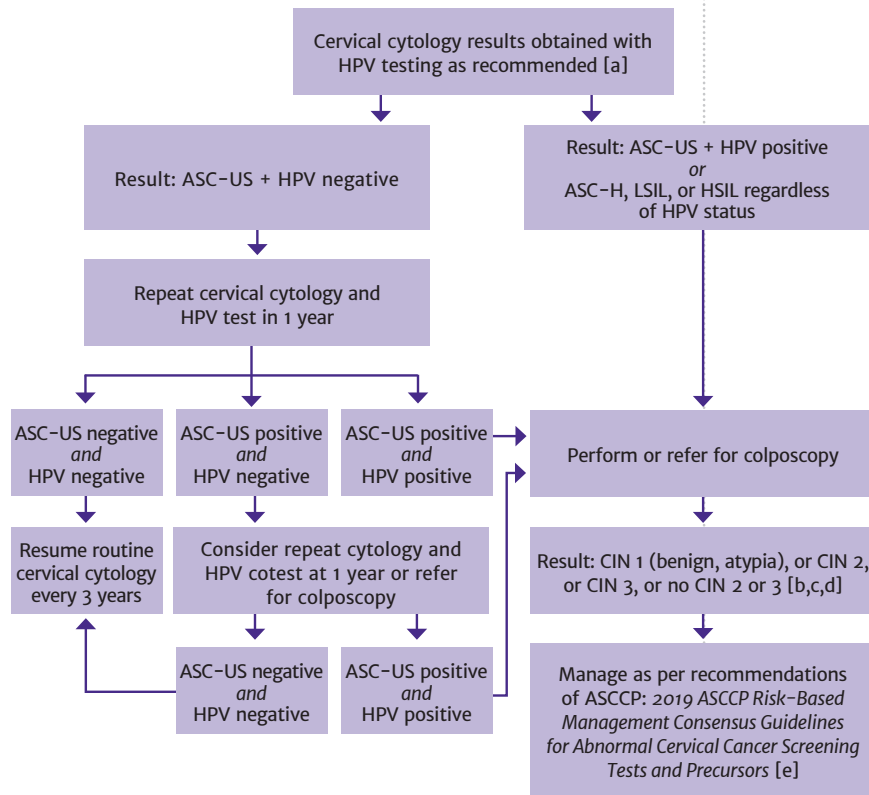 Cervical cytology results obtained with
HPV testing as recommended [a]
Result: ASC-US + HPV negative
Result: ASC-US + HPV positive
or
ASC-H, LSIL, or HSIL regardless
of HPV status
Repeat cervical cytology and
HPV test in 1 year
ASC-US negative
and
HPV negative
ASC-US positive
and
HPV negative
ASC-US positive
and
HPV positive
Perform or refer for colposcopy
Resume routine
cervical cytology
every 3 years
Consider repeat cytology and
HPV cotest at 1 year or refer
for colposcopy
Result: CIN 1 (benign, atypia), or CIN 2,
or CIN 3, or no CIN 2 or 3 [b,c,d]
ASC-US negative
and
HPV negative
ASC-US positive
and
HPV positive
Manage as per recommendations
of ASCCP: 2019 ASCCP Risk-Based
Management Consensus Guidelines
for Abnormal Cervical Cancer Screening
Tests and Precursors [e]